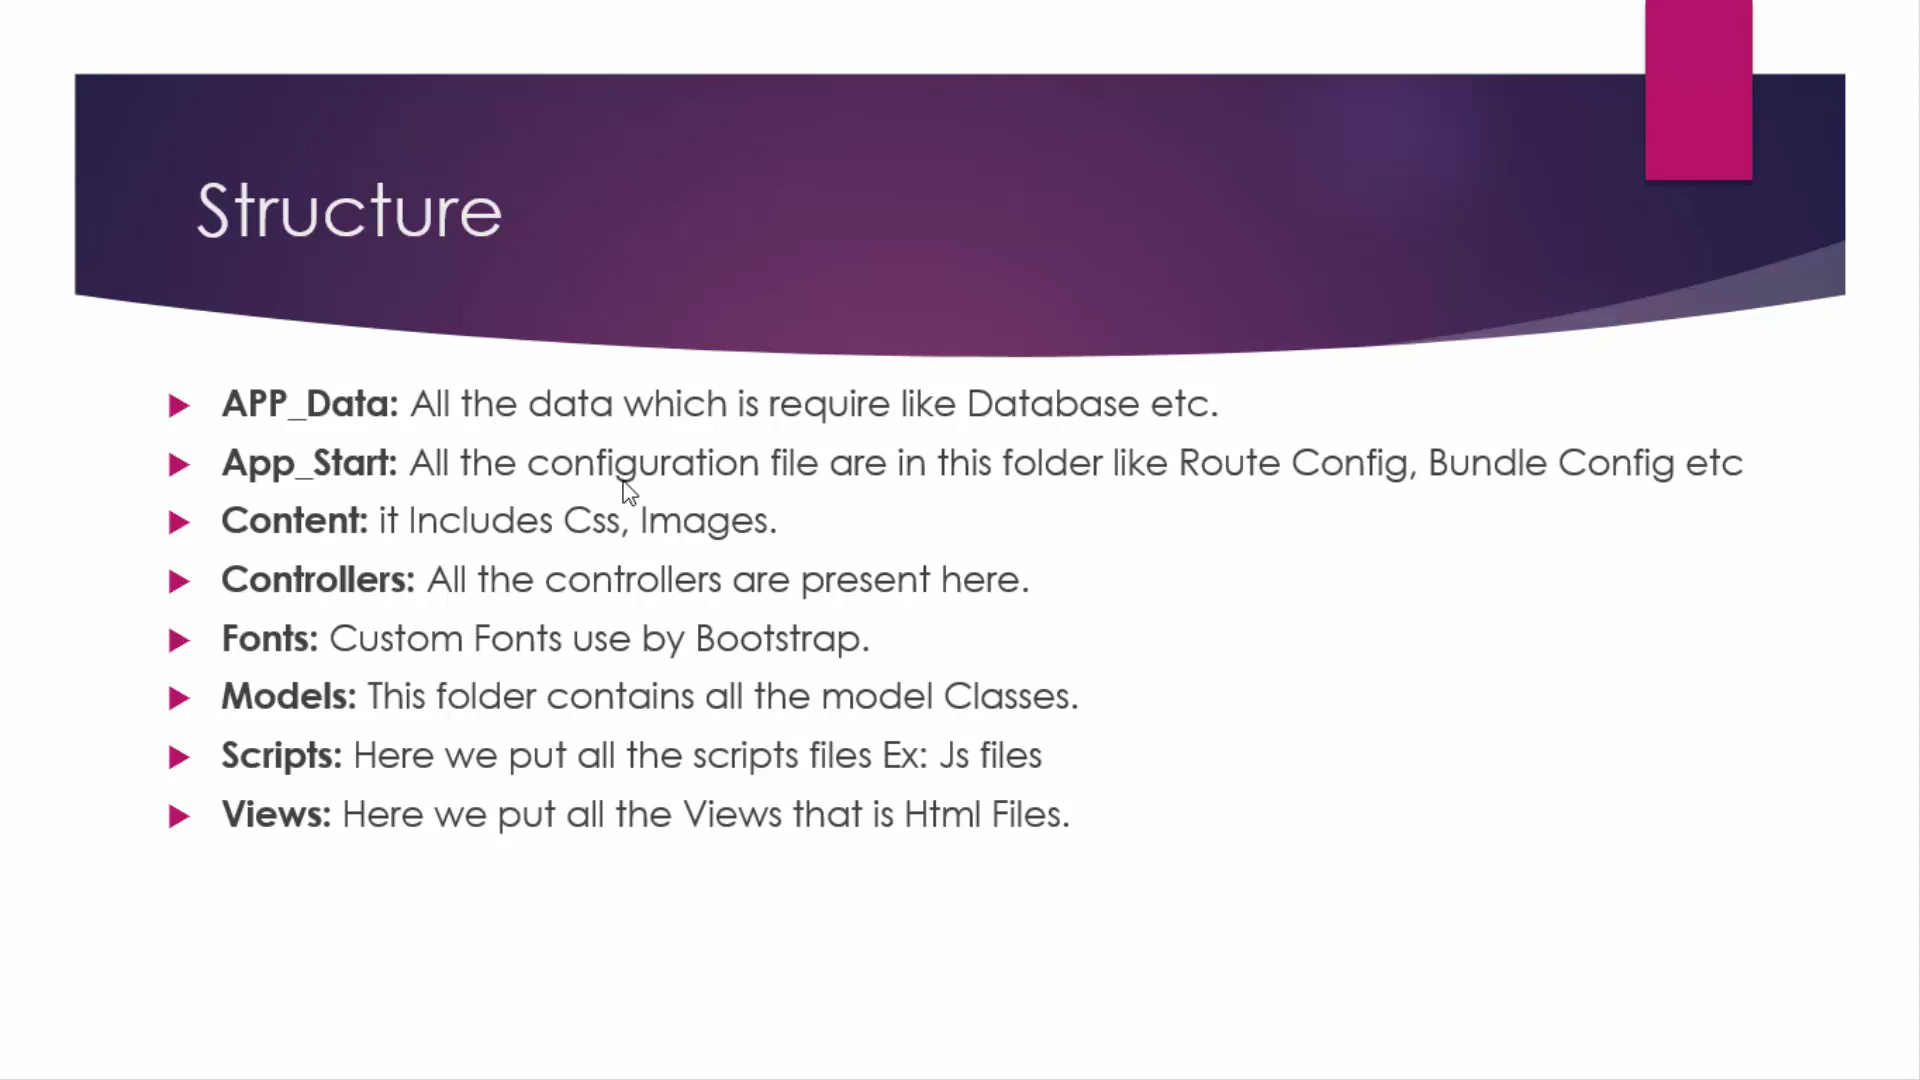 Structure
APP_Data: All the data which is require like Database etc.
App_Start: All the configuration file are in this folder like Route Config, Bundle Config etc
Content: it Includes Css, Images.
Controllers: All the controllers are present here.
Fonts: Custom Fonts use by Bootstrap.
Models: This folder contains all the model Classes.
Scripts: Here we put all the scripts files Ex: Js files
Views: Here we put all the Views that is Html Files.